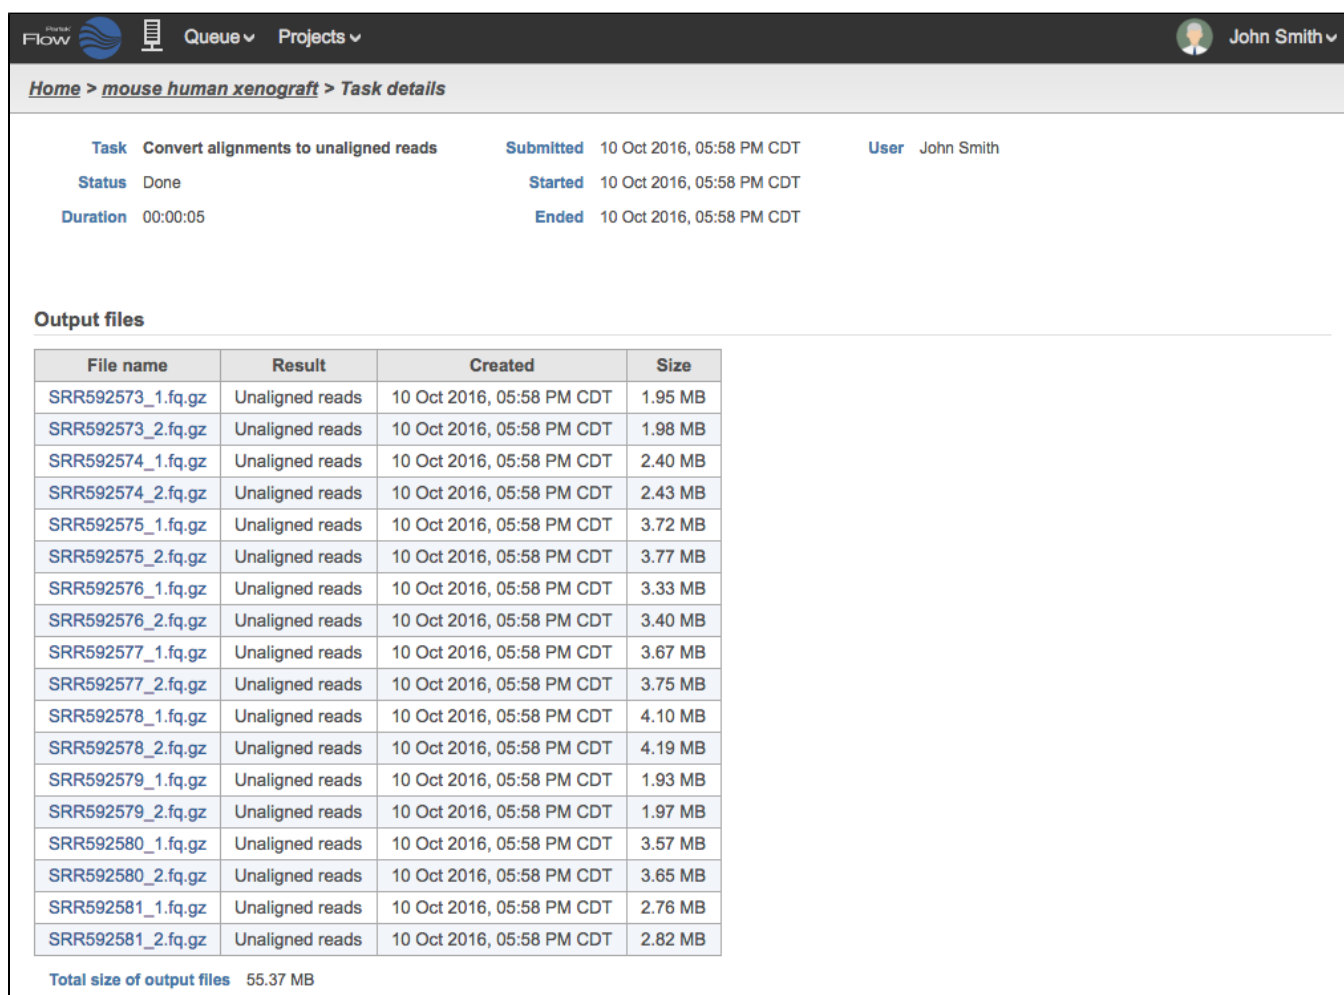 Partek
Flow Queue Projects John Smith
Home > mouse human xenograft > Task details
Task Convert alignments to unaligned reads Submitted 10 Oct 2016, 05:58 PM CDT User John Smith
Status Done Started 10 Oct 2016, 05:58 PM CDT
Duration 00:00:05 Ended 10 Oct 2016, 05:58 PM CDT
Output files
File name Result Created Size
SRR592573_1.fq.gz Unaligned reads 10 Oct 2016, 05:58 PM CDT 1.95 MB
SRR592573_2.fq.gz Unaligned reads 10 Oct 2016, 05:58 PM CDT 1.98 MB
SRR592574_1.fq.gz Unaligned reads 10 Oct 2016, 05:58 PM CDT 2.40 MB
SRR592574_2.fq.gz Unaligned reads 10 Oct 2016, 05:58 PM CDT 2.43 MB
SRR592575_1.fq.gz Unaligned reads 10 Oct 2016, 05:58 PM CDT 3.72 MB
SRR592575_2.fq.gz Unaligned reads 10 Oct 2016, 05:58 PM CDT 3.77 MB
SRR592576_1.fq.gz Unaligned reads 10 Oct 2016, 05:58 PM CDT 3.33 MB
SRR592576_2.fq.gz Unaligned reads 10 Oct 2016, 05:58 PM CDT 3.40 MB
SRR592577_1.fq.gz Unaligned reads 10 Oct 2016, 05:58 PM CDT 3.67 MB
SRR592577_2.fq.gz Unaligned reads 10 Oct 2016, 05:58 PM CDT 3.75 MB
SRR592578_1.fq.gz Unaligned reads 10 Oct 2016, 05:58 PM CDT 4.10 MB
SRR592578_2.fq.gz Unaligned reads 10 Oct 2016, 05:58 PM CDT 4.19 MB
SRR592579_1.fq.gz Unaligned reads 10 Oct 2016, 05:58 PM CDT 1.93 MB
SRR592579_2.fq.gz Unaligned reads 10 Oct 2016, 05:58 PM CDT 1.97 MB
SRR592580_1.fq.gz Unaligned reads 10 Oct 2016, 05:58 PM CDT 3.57 MB
SRR592580_2.fq.gz Unaligned reads 10 Oct 2016, 05:58 PM CDT 3.65 MB
SRR592581_1.fq.gz Unaligned reads 10 Oct 2016, 05:58 PM CDT 2.76 MB
SRR592581_2.fq.gz Unaligned reads 10 Oct 2016, 05:58 PM CDT 2.82 MB
Total size of output files 55.37 MB